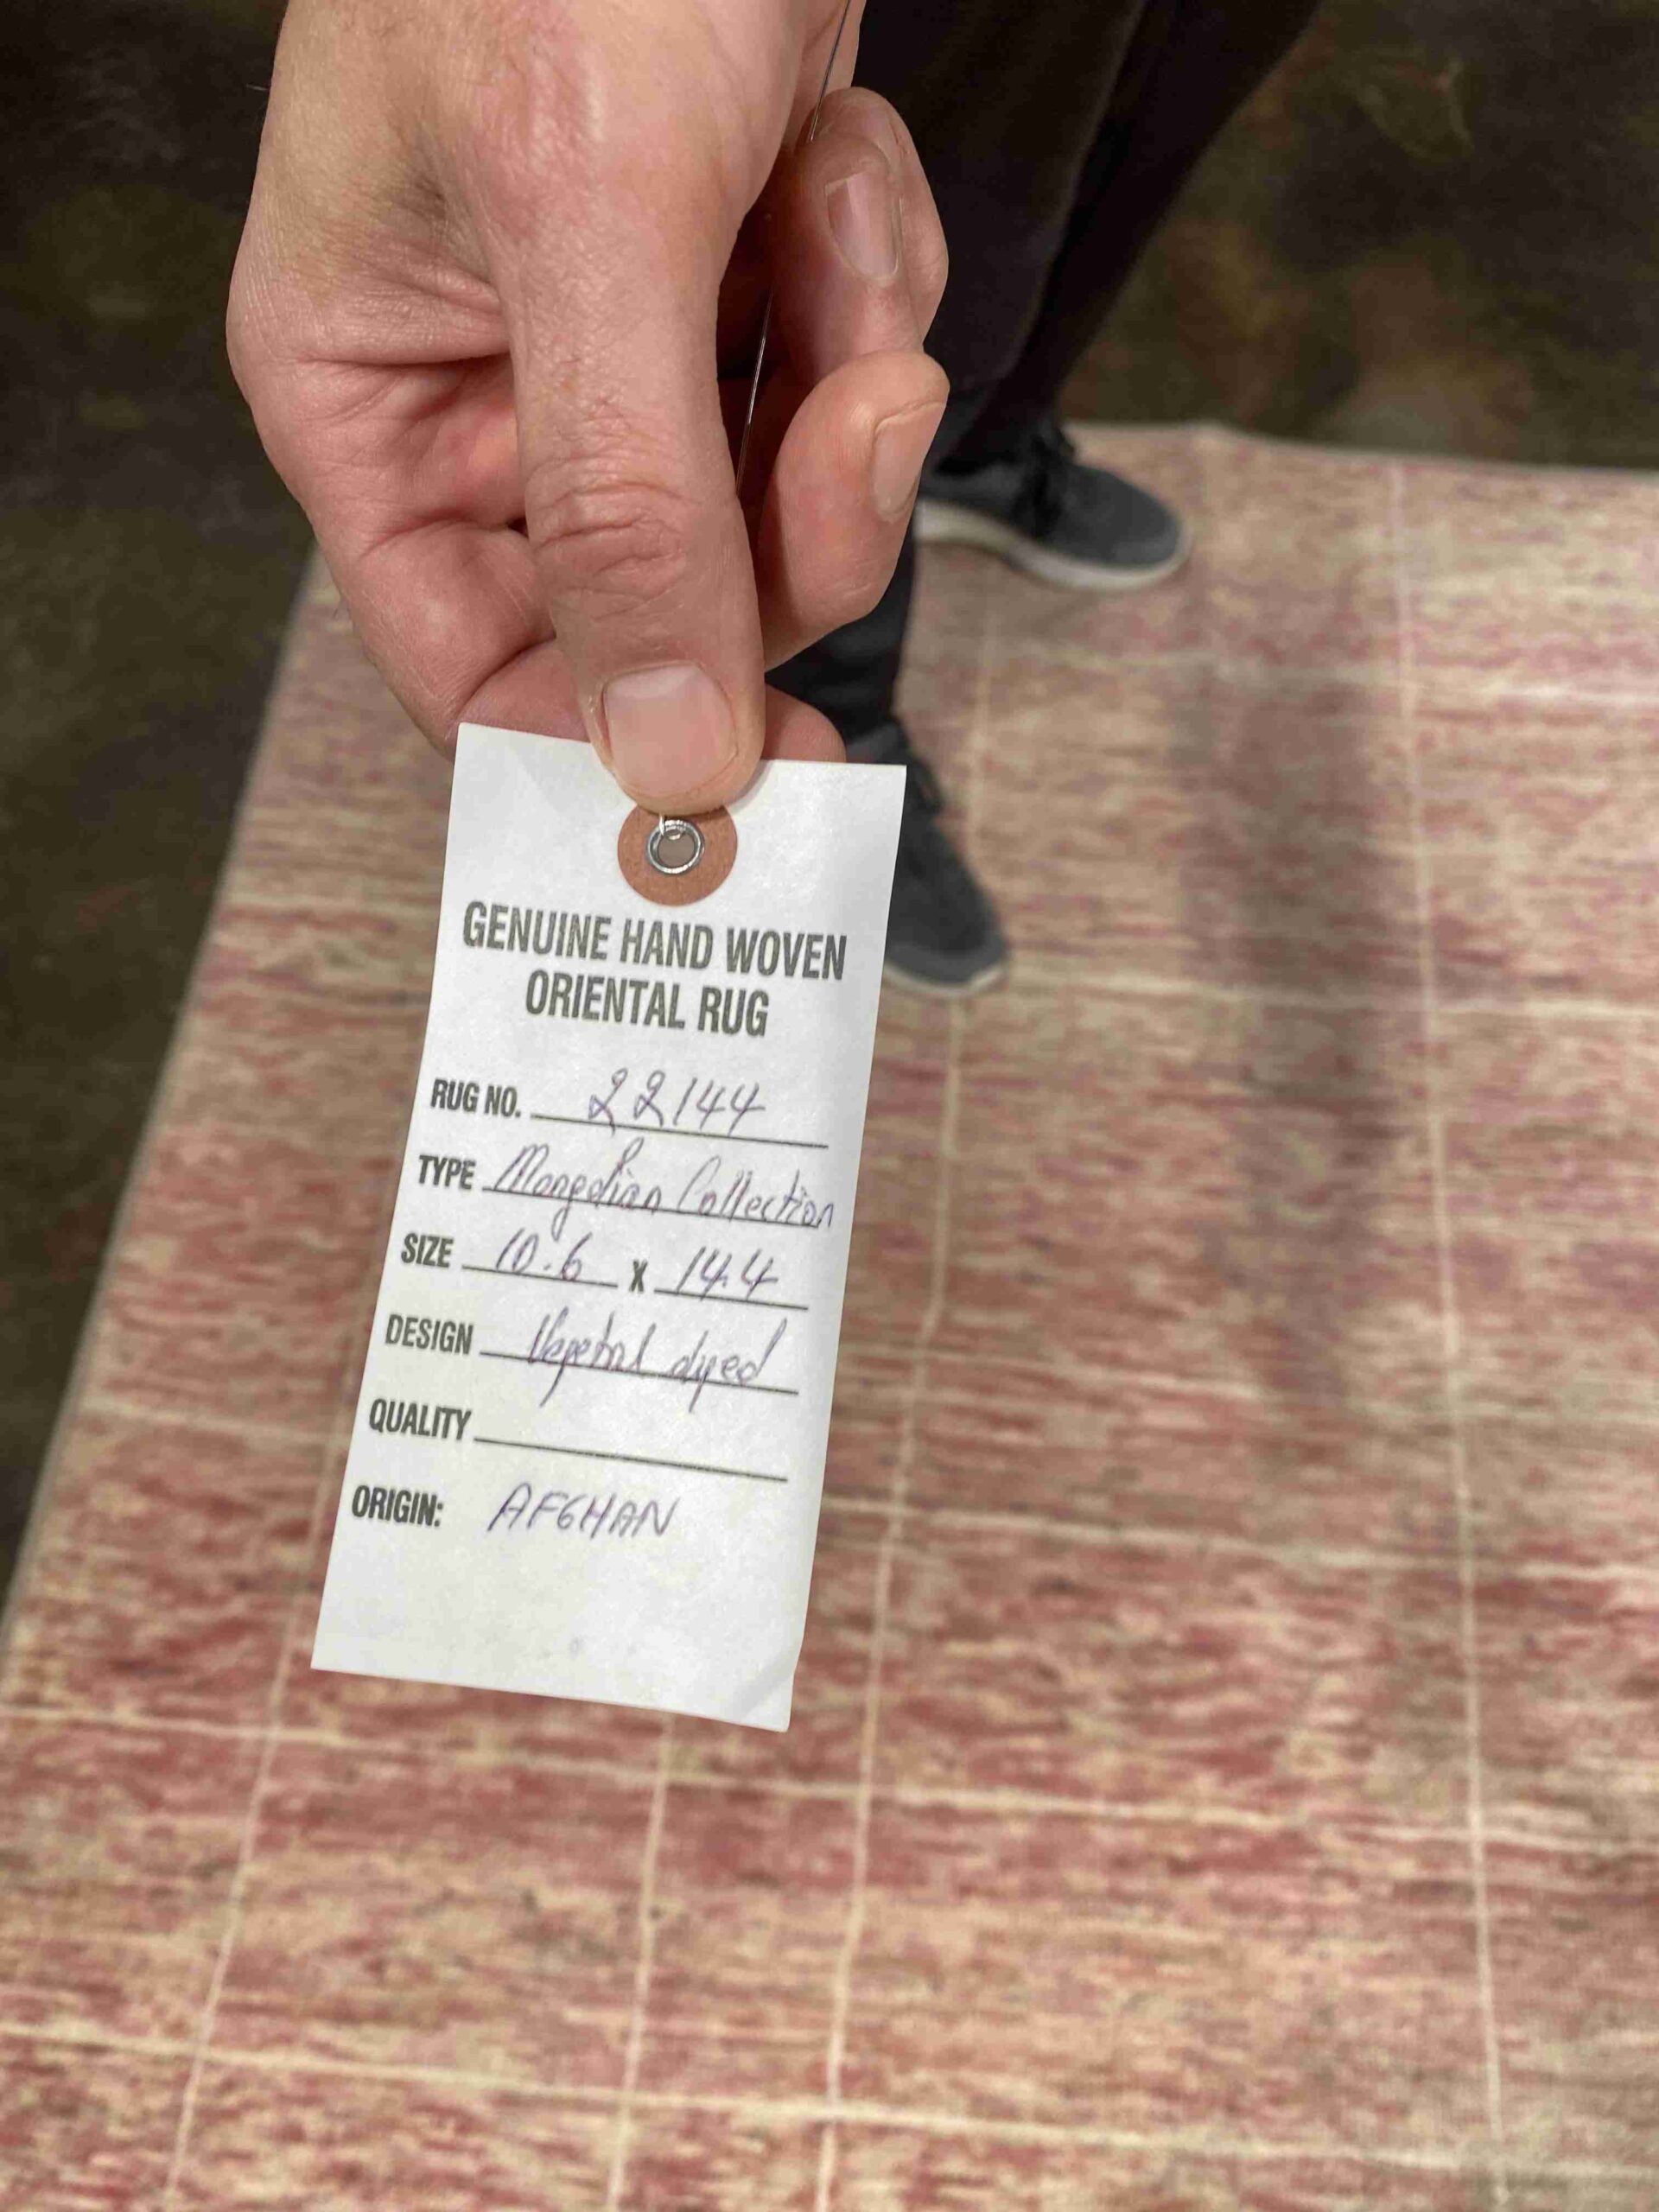 GENUINE HAND WOVEN
ORIENTAL RUG
RUG NO. 22144
TYPE Mongolian Collection
SIZE 10.6 X 14.4
DESIGN Vegetal dyed
QUALITY
ORIGIN: AFGHAN